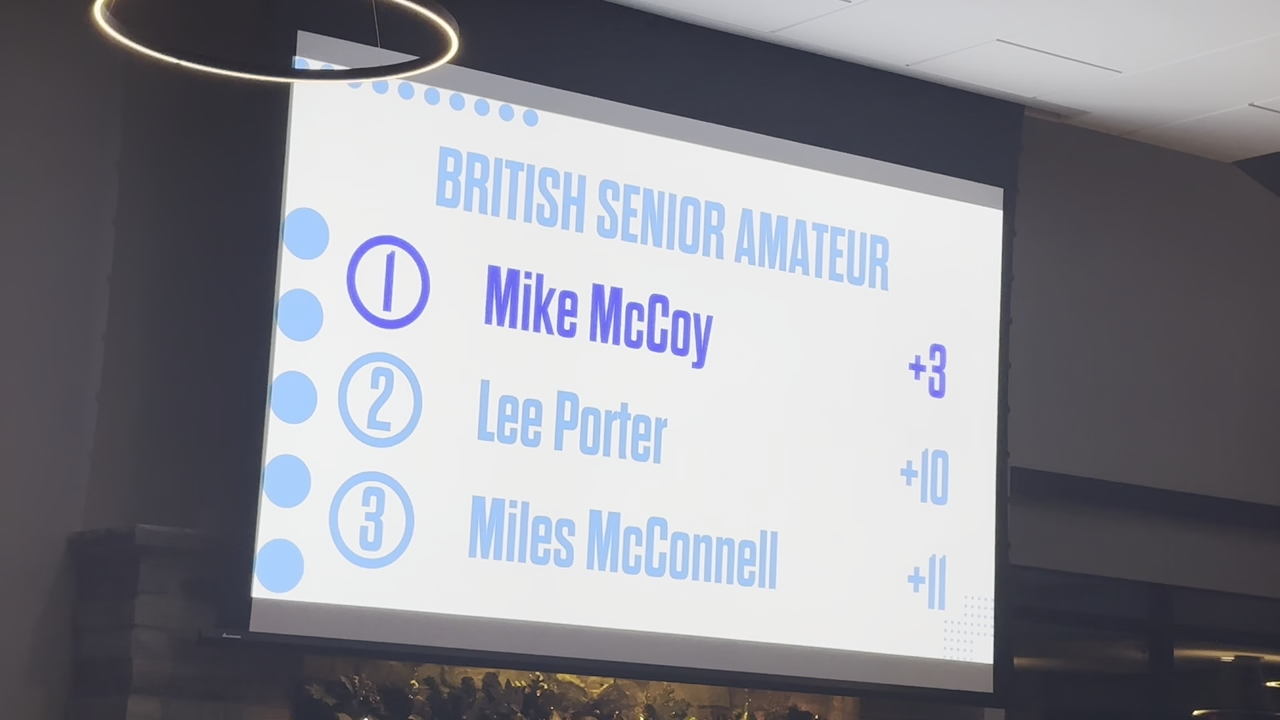 BRITISH SENIOR AMATEUR
1 Mike McCoy +3
2 Lee Porter +10
3 Miles McConnell +11